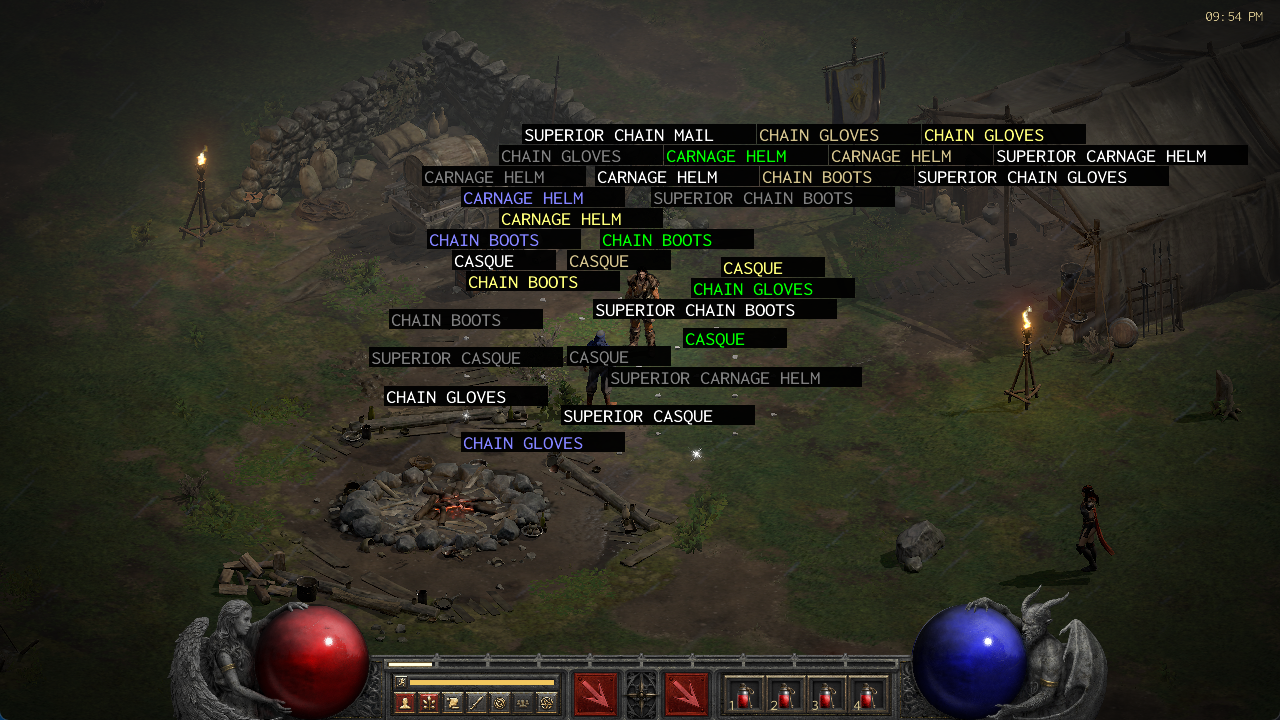 09:54 PM
SUPERIOR CHAIN MAIL CHAIN GLOVES CHAIN GLOVES
CHAIN GLOVES CARNAGE HELM CARNAGE HELM SUPERIOR CARNAGE HELM
CARNAGE HELM CARNAGE HELM CHAIN BOOTS SUPERIOR CHAIN GLOVES
CARNAGE HELM SUPERIOR CHAIN BOOTS
CARNAGE HELM
CHAIN BOOTS CHAIN BOOTS
CASQUE CASQUE CASQUE
CHAIN BOOTS CHAIN GLOVES
SUPERIOR CHAIN BOOTS
CHAIN BOOTS
CASQUE
SUPERIOR CASQUE CASQUE
SUPERIOR CARNAGE HELM
CHAIN GLOVES
SUPERIOR CASQUE
CHAIN GLOVES
1 2 3 4